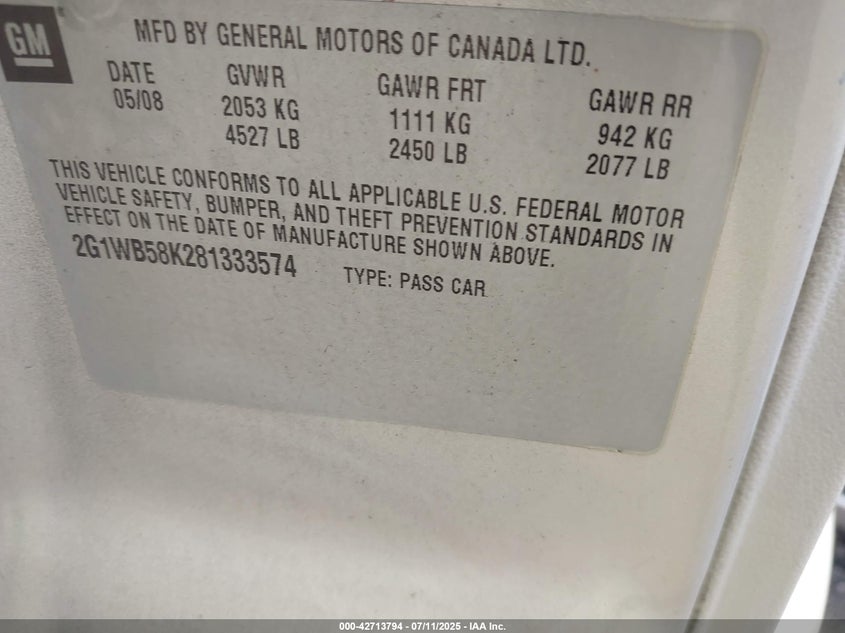 GM
MFD BY GENERAL MOTORS OF CANADA LTD.
DATE GVWR GAWR FRT GAWR RR
05/08 2053 KG 1111 KG 942 KG
4527 LB 2450 LB 2077 LB
THIS VEHICLE CONFORMS TO ALL APPLICABLE U.S. FEDERAL MOTOR
VEHICLE SAFETY, BUMPER, AND THEFT PREVENTION STANDARDS IN
EFFECT ON THE DATE OF MANUFACTURE SHOWN ABOVE.
2G1WB58K281333574 TYPE: PASS CAR
000-42713794 - 07/11/2025 - IAA Inc.